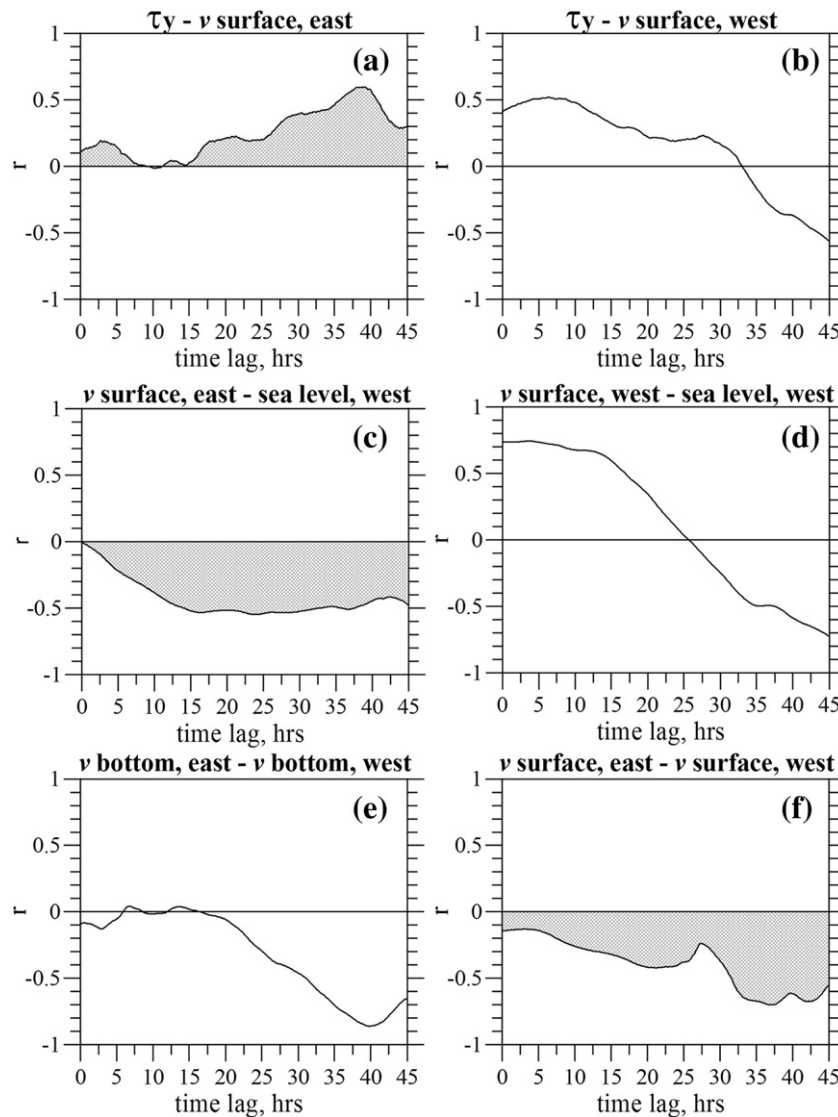 τy - v surface, east
(a)
1
0.5
0
-0.5
-1
r
0 5 10 15 20 25 30 35 40 45
time lag, hrs
τy - v surface, west
(b)
1
0.5
0
-0.5
-1
r
0 5 10 15 20 25 30 35 40 45
time lag, hrs
v surface, east - sea level, west
(c)
1
0.5
0
-0.5
-1
r
0 5 10 15 20 25 30 35 40 45
time lag, hrs
v surface, west - sea level, west
(d)
1
0.5
0
-0.5
-1
r
0 5 10 15 20 25 30 35 40 45
time lag, hrs
v bottom, east - v bottom, west
(e)
1
0.5
0
-0.5
-1
r
0 5 10 15 20 25 30 35 40 45
time lag, hrs
v surface, east - v surface, west
(f)
1
0.5
0
-0.5
-1
r
0 5 10 15 20 25 30 35 40 45
time lag, hrs